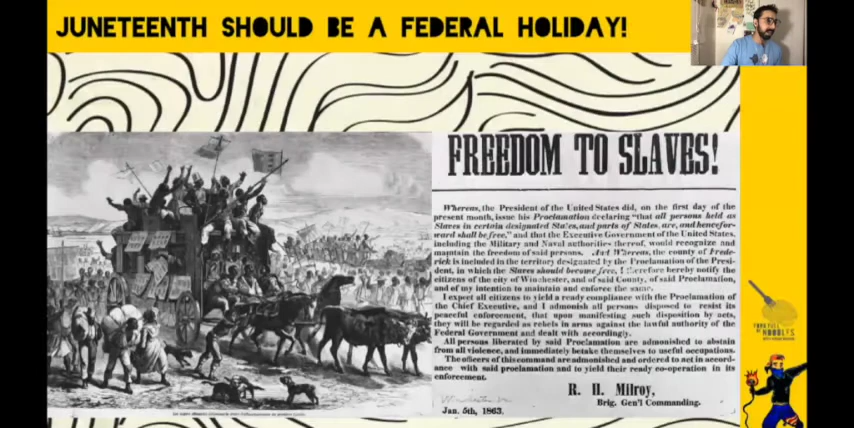 JUNETEENTH SHOULD BE A FEDERAL HOLIDAY!
FREEDOM TO SLAVES!
Whereas, the President of the United States did, on the first day of the
present month, issue his Proclamation declaring "that all persons held as
Slaves in certain designated States, and parts of States, are, and hencefor-
ward shall be free," and that the Executive Government of the United States,
including the Military and Naval authorities thereof, would recognize and
maintain the freedom of said persons. And Whereas, the county of Frede-
rick is included in the territory designated by the Proclamation of the Presi-
dent, in which the Slaves should become free, I therefore hereby notify the
citizens of the city of Winchester, and of said County, of said Proclamation,
and of my intention to maintain and enforce the same.
I expect all citizens to yield a ready compliance with the Proclamation of
the Chief Executive, and I admonish all persons disposed to resist its
peaceful enforcement, that upon manifesting such disposition by acts,
they will be regarded as rebels in arms against the lawful authority of the
Federal Government and dealt with accordingly.
All persons liberated by said Proclamation are admonished to abstain
from all violence, and immediately betake themselves to useful occupations.
The officers of this command are admonished and ordered to act in accord-
ance with said proclamation and to yield their ready co-operation in its
enforcement.
R. H. Milroy,
Brig. Gen'l Commanding.
Jan. 5th, 1863.